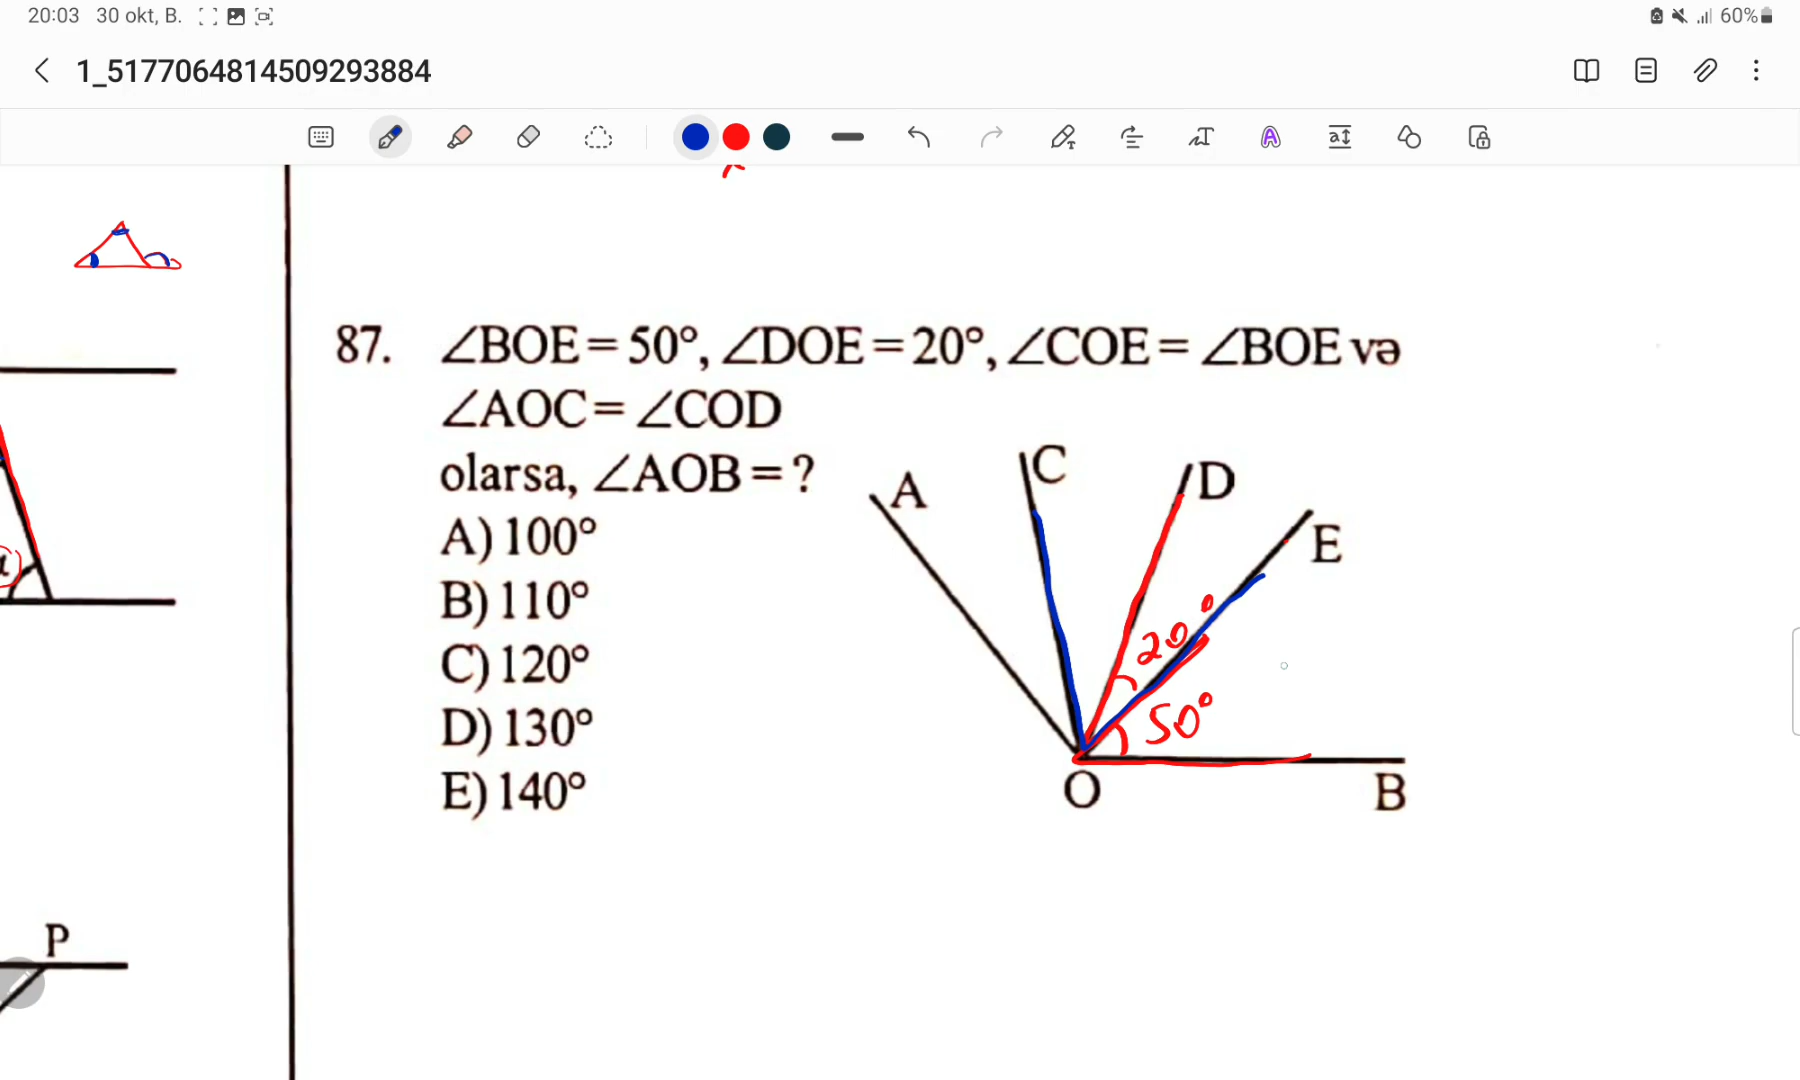 20:03 30 okt, B.
60%
1_5177064814509293884
87. ∠BOE = 50°, ∠DOE = 20°, ∠COE = ∠BOE və
∠AOC = ∠COD
olarsa, ∠AOB = ?
A) 100°
B) 110°
C) 120°
D) 130°
E) 140°
A
C
D
E
20°
50°
O
B
P